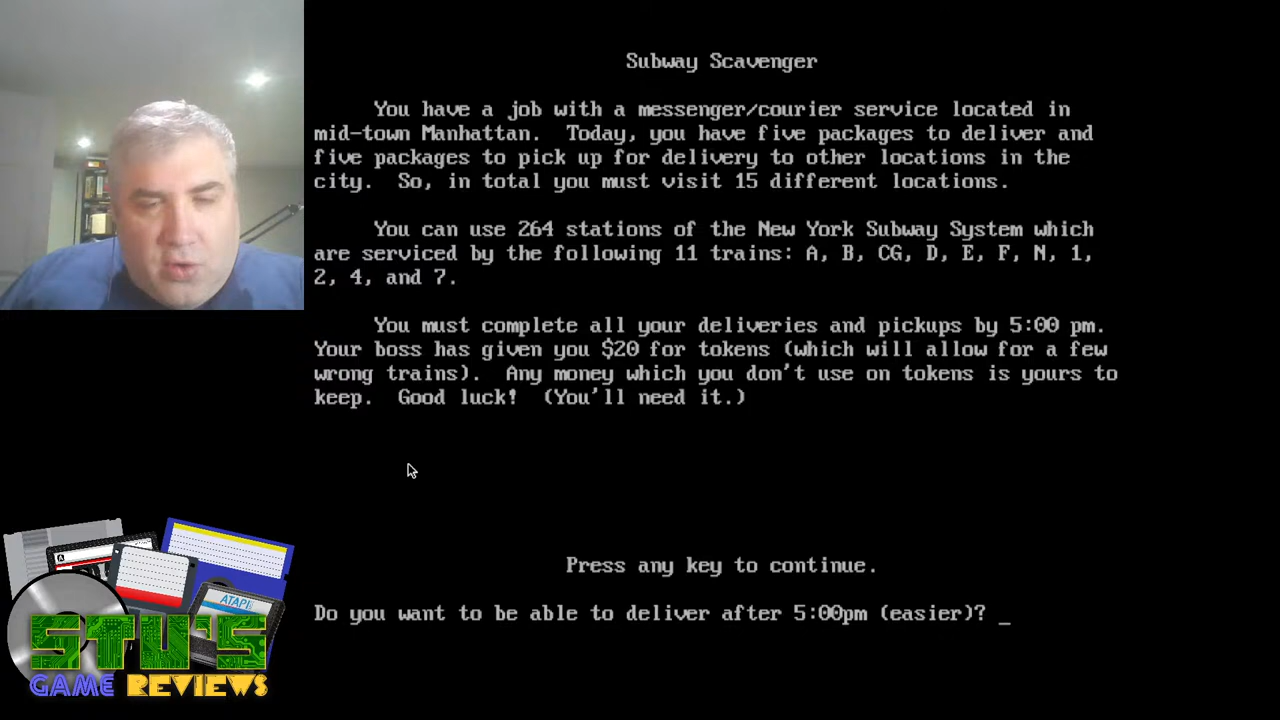 Subway Scavenger
You have a job with a messenger/courier service located in
mid-town Manhattan.  Today, you have five packages to deliver and
five packages to pick up for delivery to other locations in the
city.  So, in total you must visit 15 different locations.
You can use 264 stations of the New York Subway System which
are serviced by the following 11 trains: A, B, CG, D, E, F, N, 1,
2, 4, and 7.
You must complete all your deliveries and pickups by 5:00 pm.
Your boss has given you $20 for tokens (which will allow for a few
wrong trains).  Any money which you don't use on tokens is yours to
keep.  Good luck!  (You'll need it.)
Press any key to continue.
Do you want to be able to deliver after 5:00pm (easier)? _
ATARI
STU'S
GAME REVIEWS